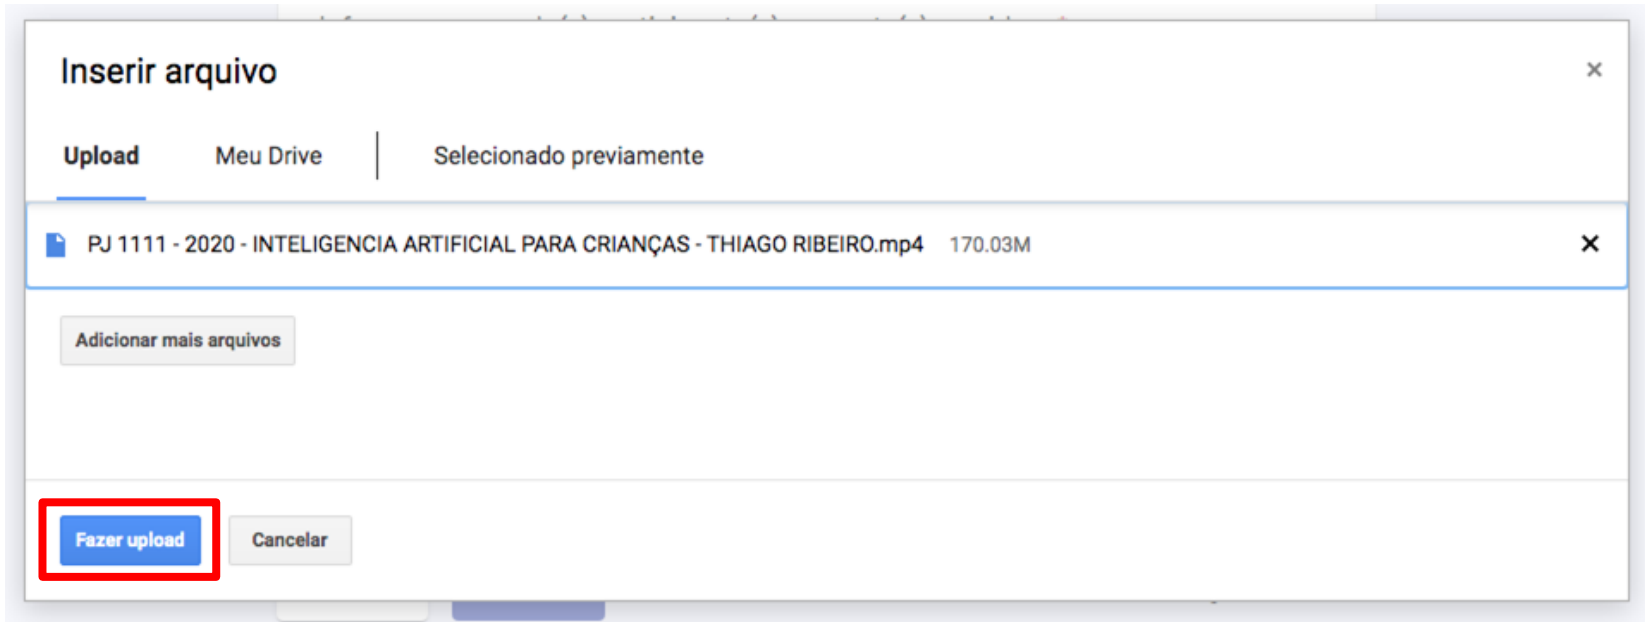 Inserir arquivo
Upload Meu Drive Selecionado previamente
PJ 1111 - 2020 - INTELIGENCIA ARTIFICIAL PARA CRIANÇAS - THIAGO RIBEIRO.mp4 170.03M
Adicionar mais arquivos
Fazer upload Cancelar